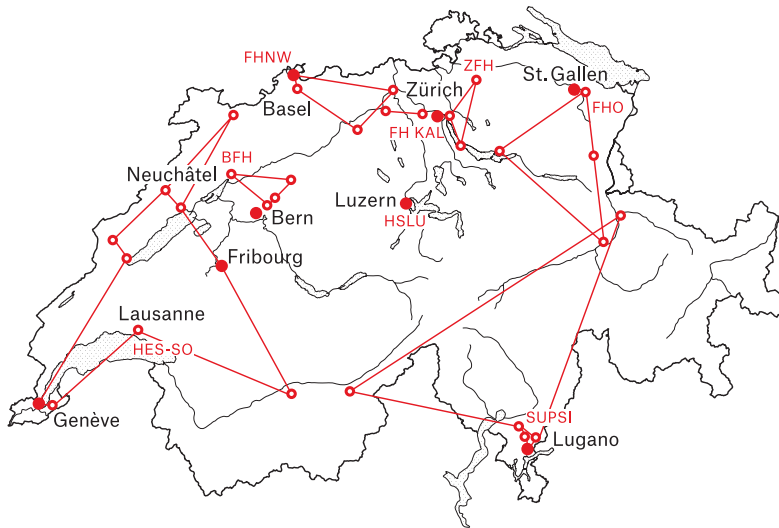 FHNW
ZFH
St. Gallen
Zürich
Basel
FHO
FH KAL
BFH
Neuchâtel
Luzern
Bern
HSLU
Fribourg
Lausanne
HES-SO
SUPSI
Genève
Lugano